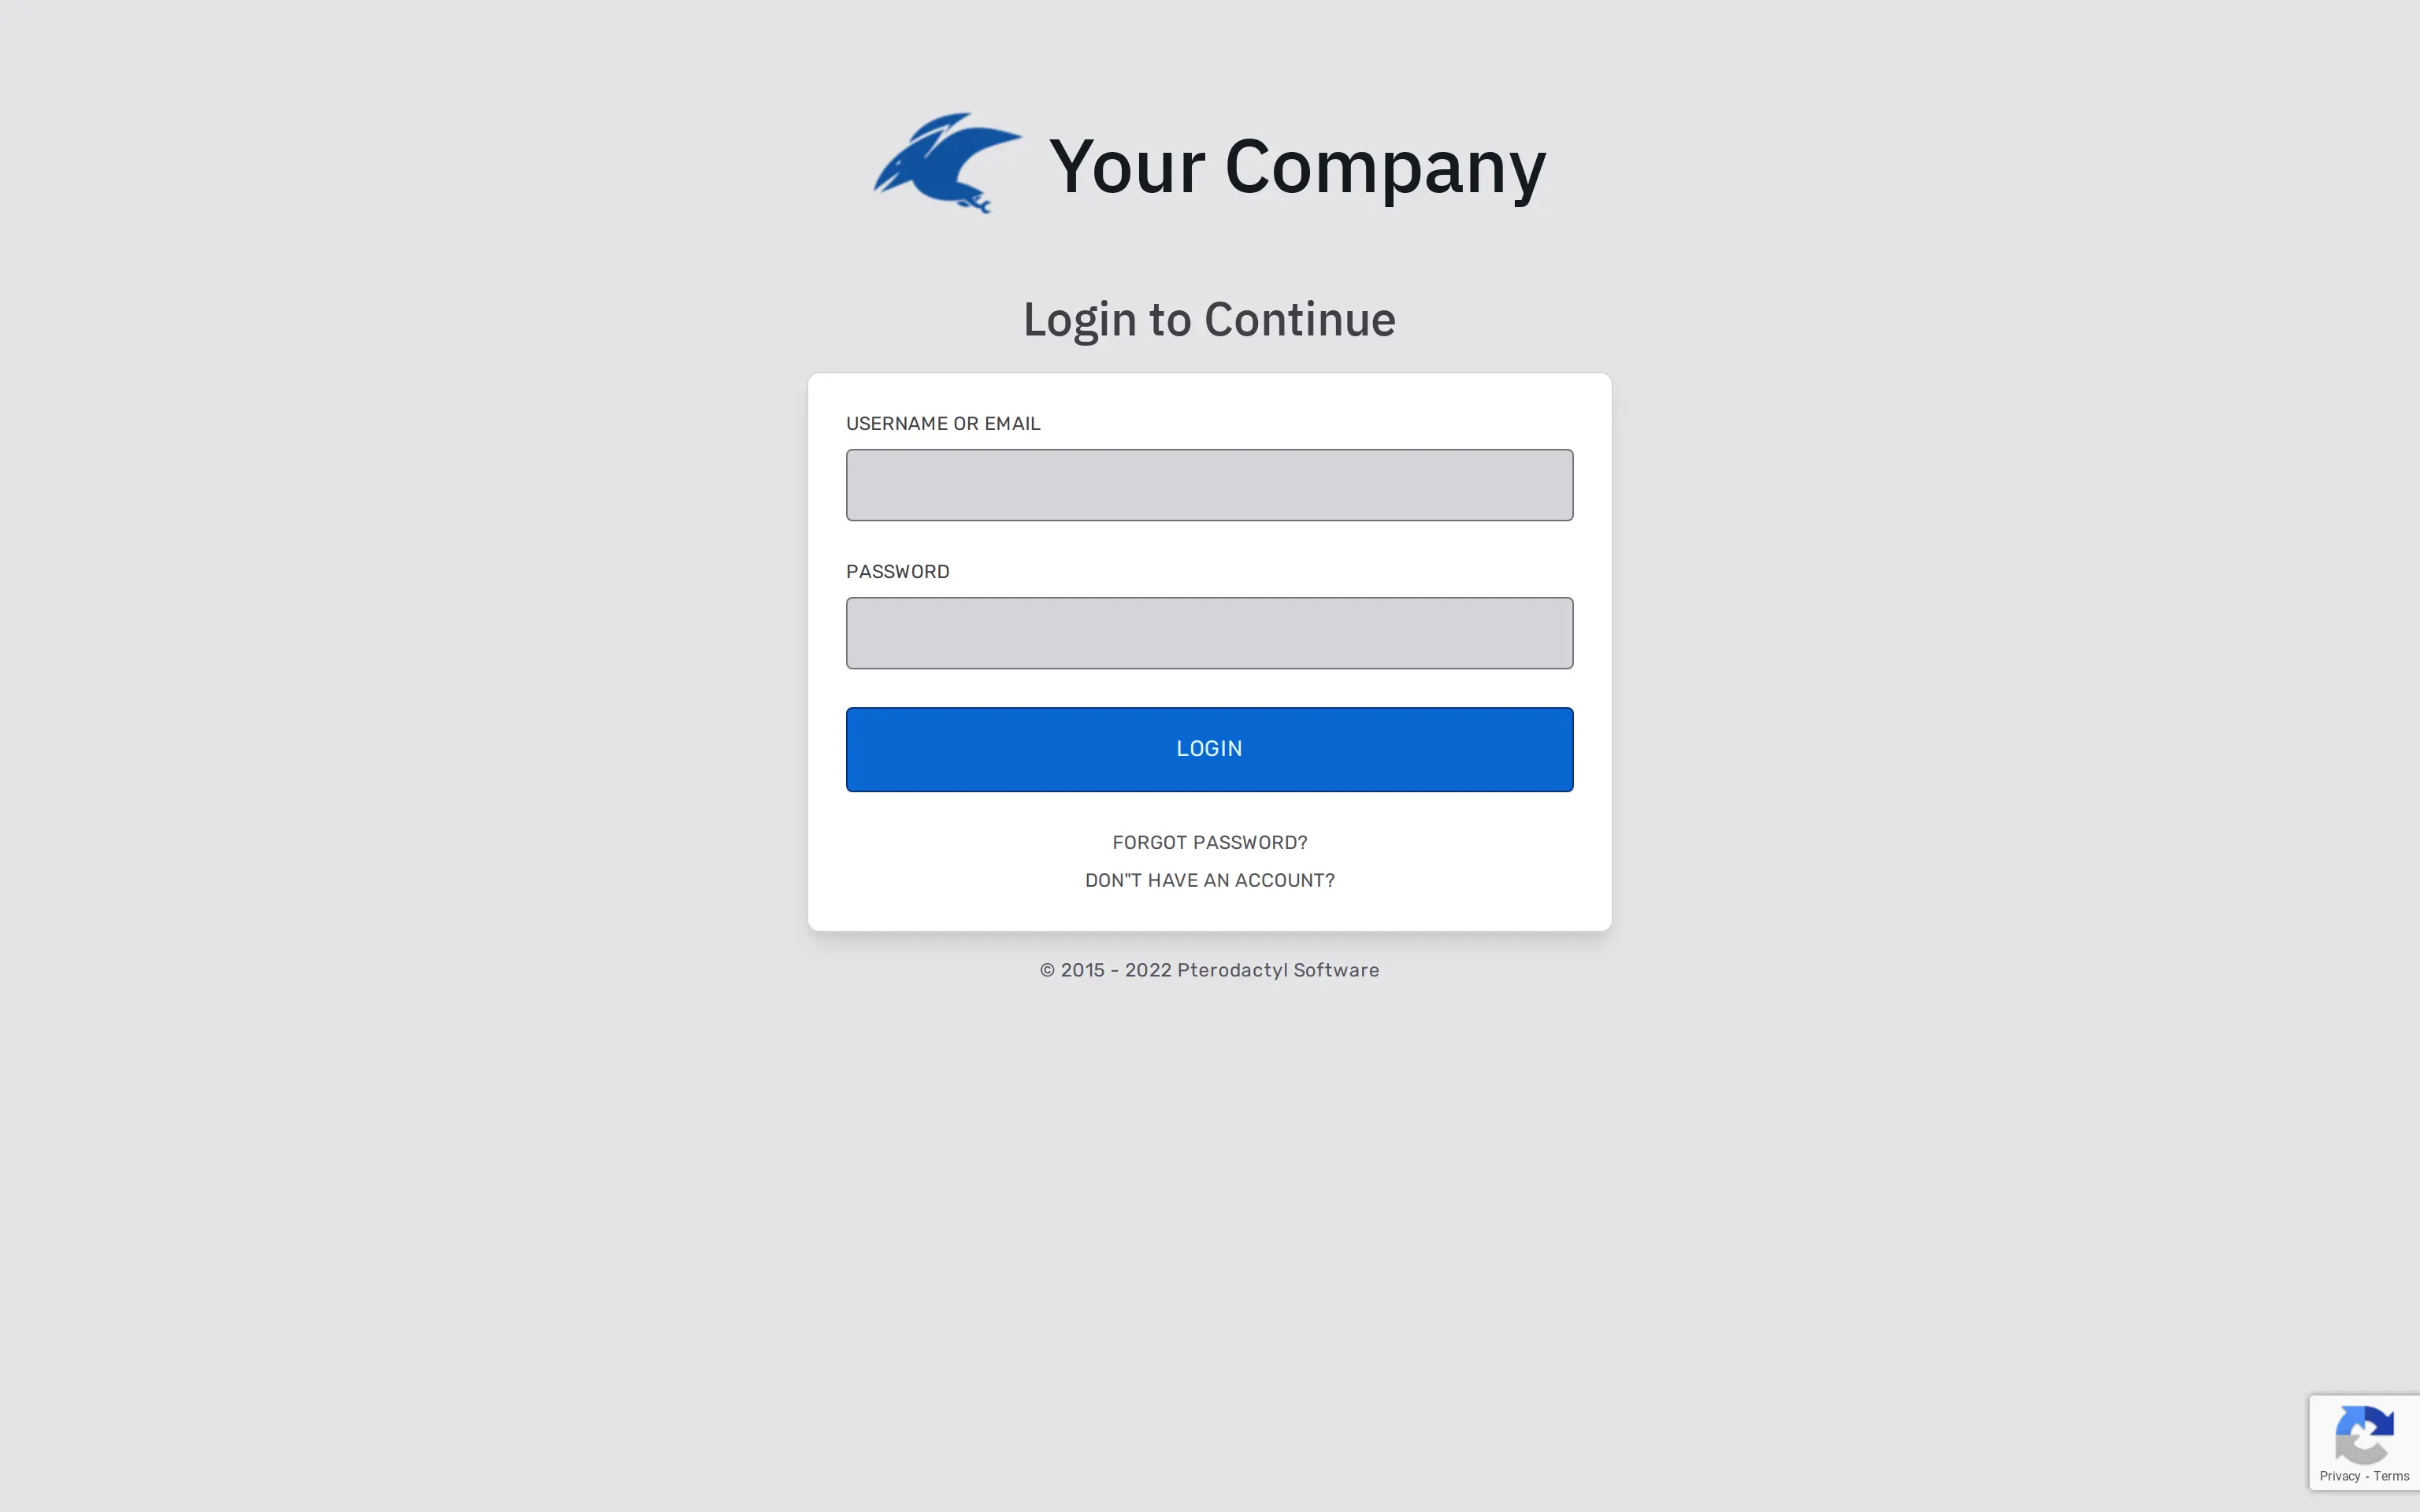 Your Company
Login to Continue
USERNAME OR EMAIL
PASSWORD
LOGIN
FORGOT PASSWORD?
DON"T HAVE AN ACCOUNT?
© 2015 - 2022 Pterodactyl Software
Privacy - Terms